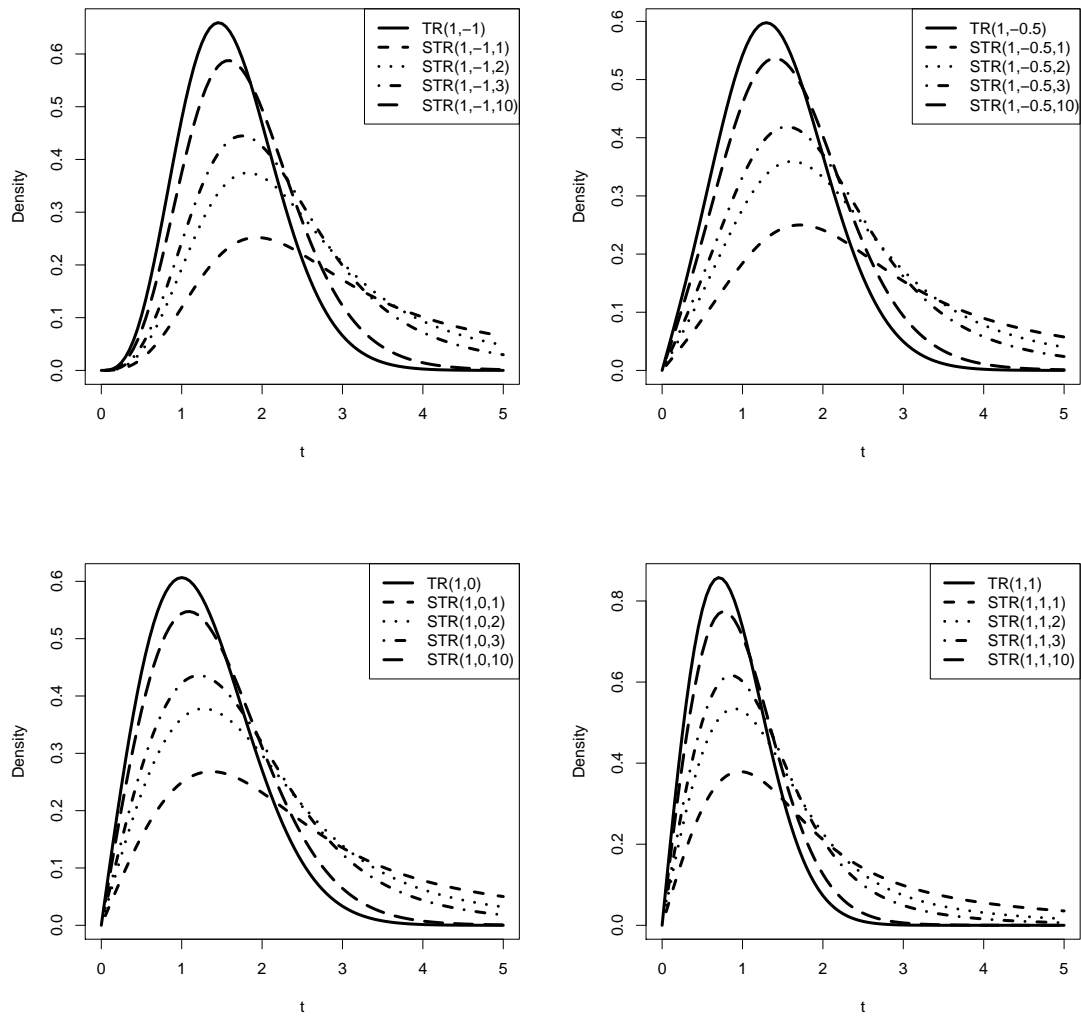 TR(1,−1)
STR(1,−1,1)
STR(1,−1,2)
STR(1,−1,3)
STR(1,−1,10)
Density
0.0
0.1
0.2
0.3
0.4
0.5
0.6
0 1 2 3 4 5
t
TR(1,−0.5)
STR(1,−0.5,1)
STR(1,−0.5,2)
STR(1,−0.5,3)
STR(1,−0.5,10)
Density
0.0
0.1
0.2
0.3
0.4
0.5
0.6
0 1 2 3 4 5
t
TR(1,0)
STR(1,0,1)
STR(1,0,2)
STR(1,0,3)
STR(1,0,10)
Density
0.0
0.1
0.2
0.3
0.4
0.5
0.6
0 1 2 3 4 5
t
TR(1,1)
STR(1,1,1)
STR(1,1,2)
STR(1,1,3)
STR(1,1,10)
Density
0.0
0.2
0.4
0.6
0.8
0 1 2 3 4 5
t